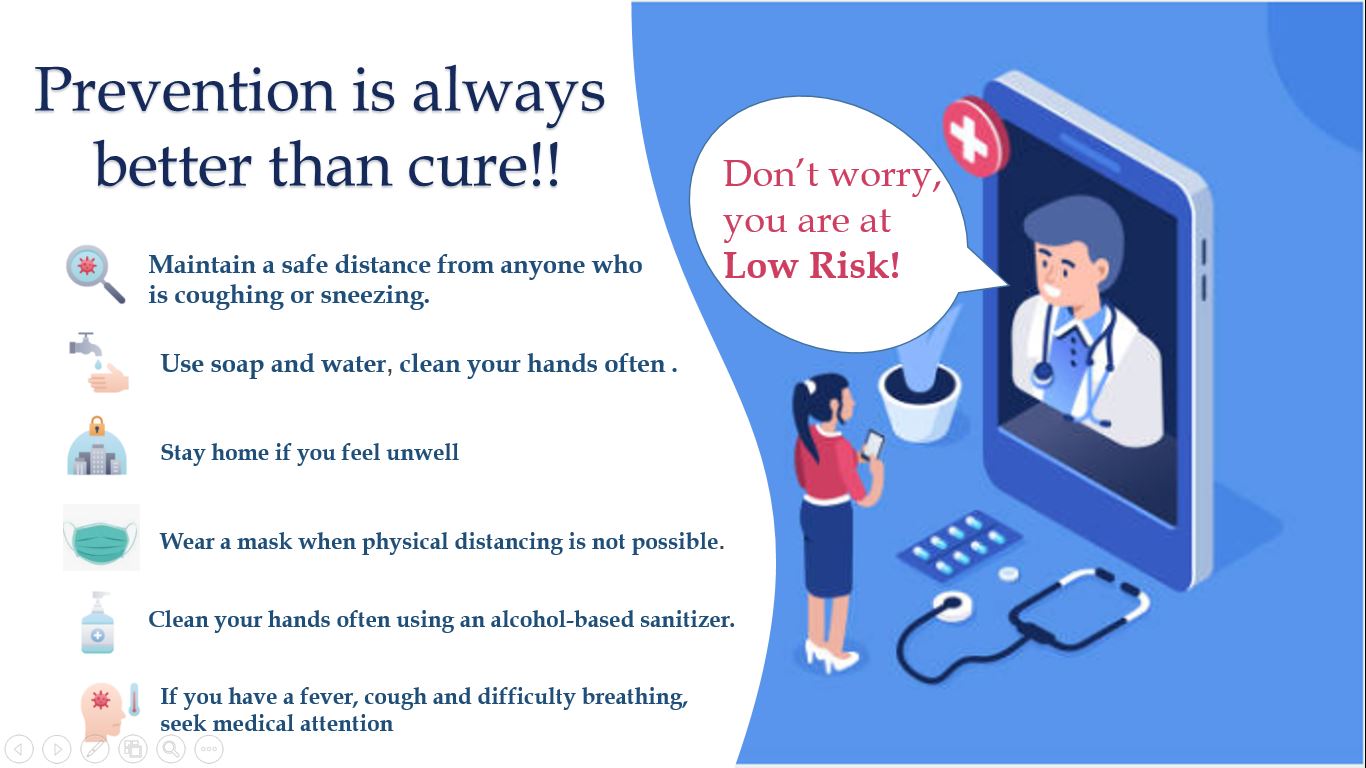 Prevention is always
better than cure!!
Maintain a safe distance from anyone who
is coughing or sneezing.
Use soap and water, clean your hands often .
Stay home if you feel unwell
Wear a mask when physical distancing is not possible.
Clean your hands often using an alcohol-based sanitizer.
If you have a fever, cough and difficulty breathing,
seek medical attention
Don’t worry,
you are at
Low Risk!